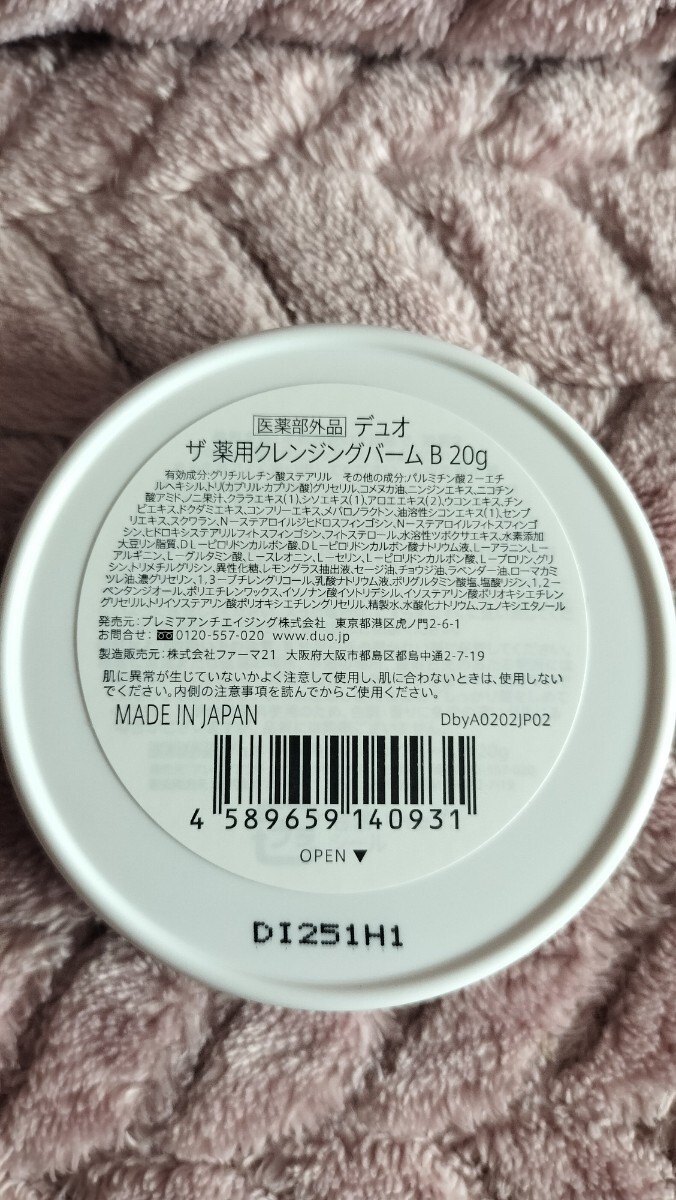 医薬部外品 デュオ
ザ 薬用クレンジングバーム B 20g
有効成分:グリチルレチン酸ステアリル その他の成分:パルミチン酸2-エチ
ルヘキシル,トリ(カプリル・カプリン酸)グリセリル,コメヌカ油,ニンジンエキス,ニコチン
酸アミド,ノニ果汁,クララエキス(1),シソエキス(1),アロエエキス(2),ウコンエキス,チン
ピエキス,ドクダミエキス,コンフリーエキス,メバロノラクトン,油溶性シコンエキス(1),センブ
リエキス,スクワラン,N-ステアロイルジヒドロスフィンゴシン,N-ステアロイルフィトスフィンゴ
シン,ヒドロキシステアリルフィトスフィンゴシン,フィトステロール,水溶性ツボクサエキス,水素添加
大豆リン脂質,DL-ピロリドンカルボン酸,DL-ピロリドンカルボン酸ナトリウム液,L-アラニン,L-
アルギニン,L-グルタミン酸,L-スレオニン,L-セリン,L-ピロリドンカルボン酸,L-プロリン,グリ
シン,トリメチルグリシン,異性化糖,レモングラス抽出液,セージ油,チョウジ油,ラベンダー油,ローマカミ
ツレ油,濃グリセリン,1,3-ブチレングリコール,乳酸ナトリウム液,ポリグルタミン酸塩,塩酸リジン,1,2-
ペンタンジオール,ポリエチレンワックス,イソノナン酸イソトリデシル,イソステアリン酸ポリオキシエチレン
グリセリル,トリイソステアリン酸ポリオキシエチレングリセリル,精製水,水酸化ナトリウム,フェノキシエタノール
発売元:プレミアアンチエイジング株式会社 東京都港区虎ノ門2-6-1
お問合せ:0120-557-020 www.duo.jp
製造販売元:株式会社ファーマ21 大阪府大阪市都島区都島中通2-7-19
肌に異常が生じていないかよく注意して使用し、肌に合わないときは、使用しない
でください。内側の注意事項を読んでからご使用ください。
MADE IN JAPAN DbyA0202JP02
4 589659 140931
OPEN ▼
DI251H1